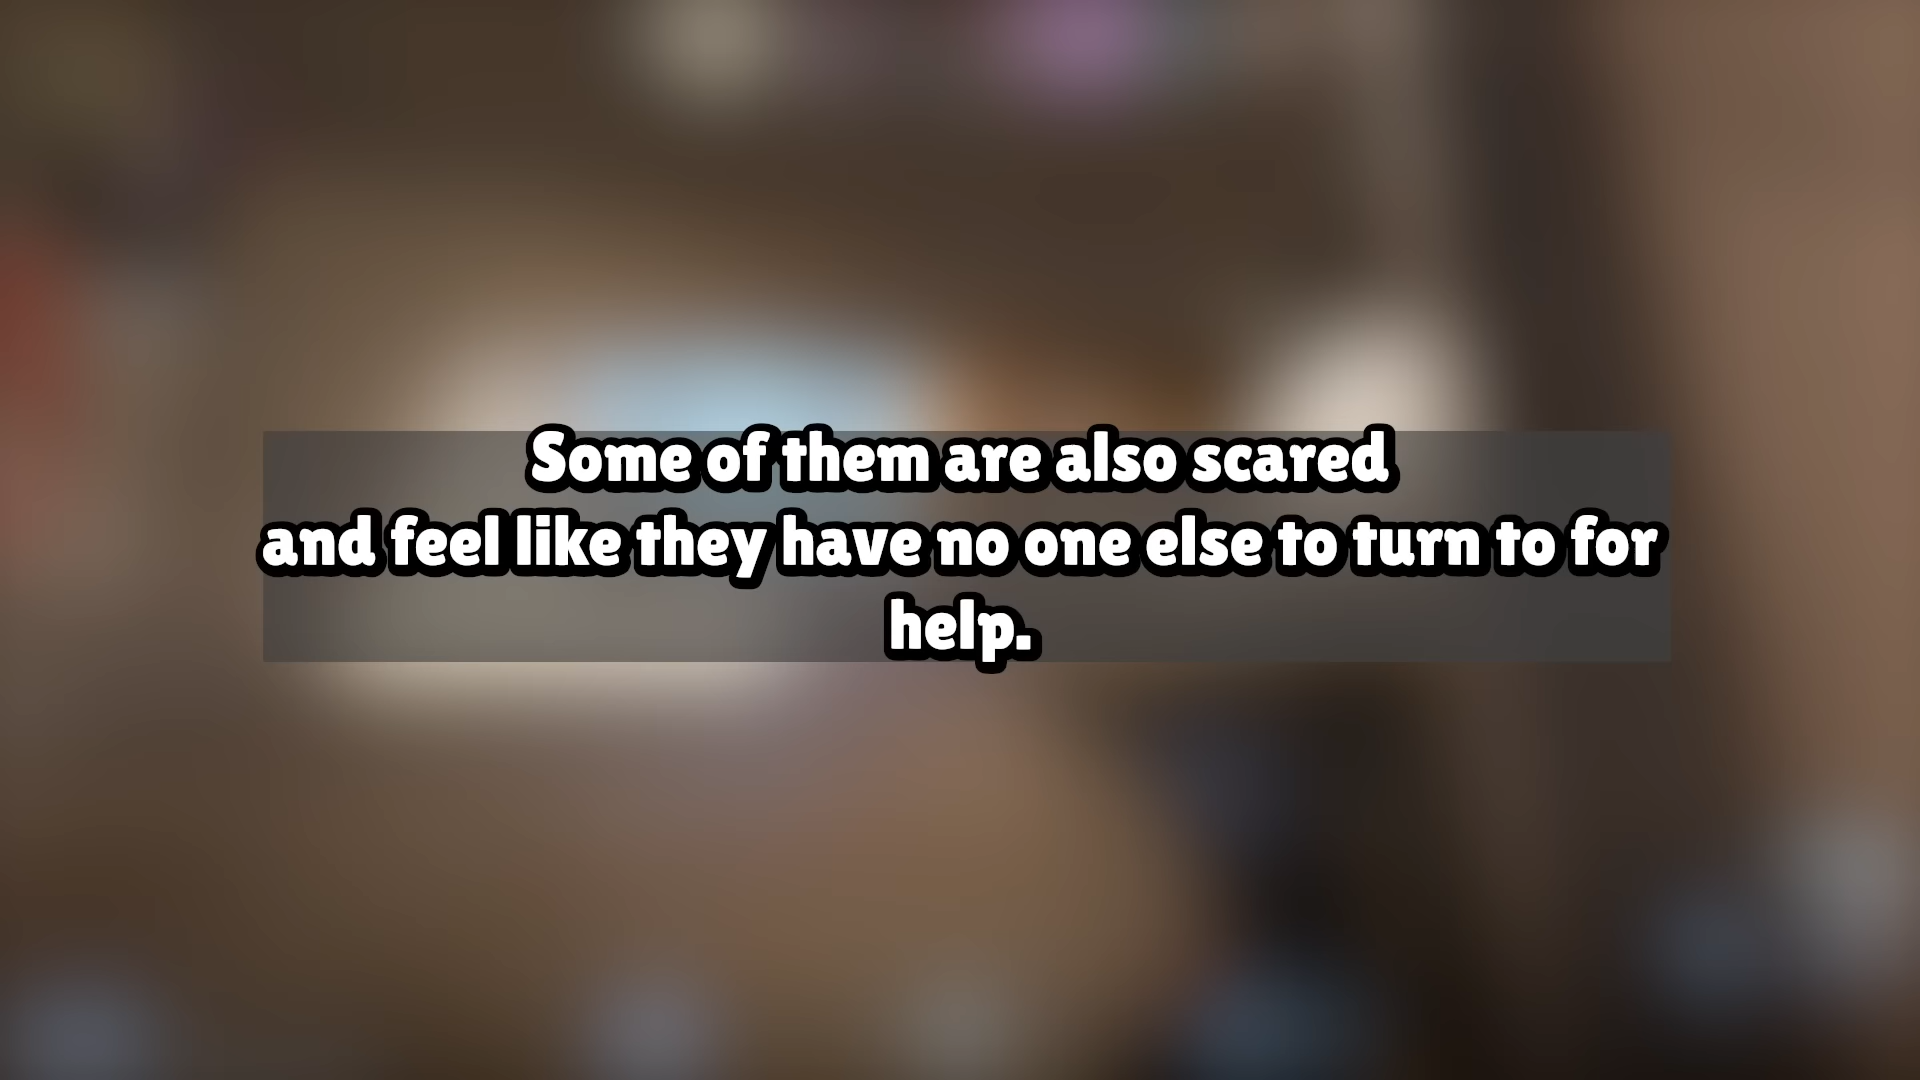 Some of them are also scared
and feel like they have no one else to turn to for
help.